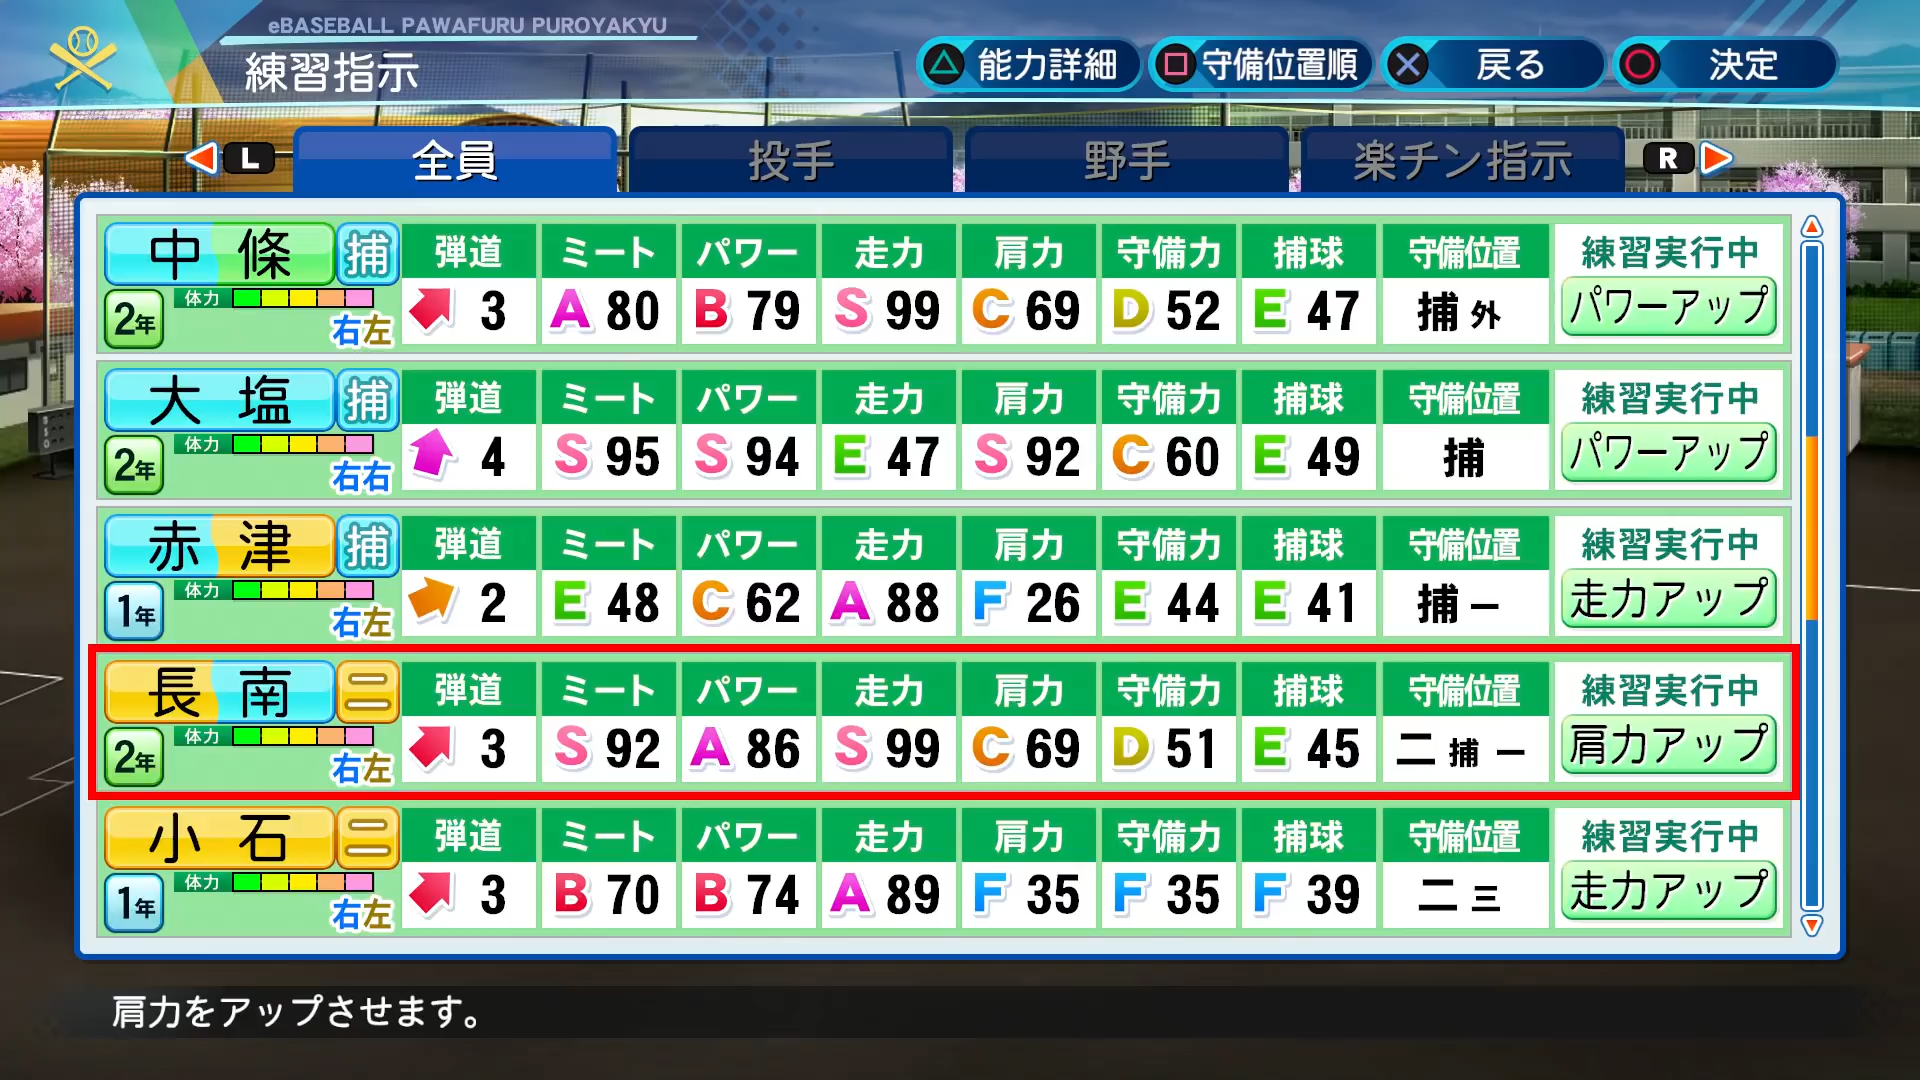 eBASEBALL PAWAFURU PUROYAKYU
練習指示
能力詳細 守備位置順 戻る 決定
L 全員 投手 野手 楽チン指示 R
中條 捕 弾道 ミート パワー 走力 肩力 守備力 捕球 守備位置 練習実行中
2年 体力 右左 3 A 80 B 79 S 99 C 69 D 52 E 47 捕 外 パワーアップ
大塩 捕 弾道 ミート パワー 走力 肩力 守備力 捕球 守備位置 練習実行中
2年 体力 右右 4 S 95 S 94 E 47 S 92 C 60 E 49 捕 パワーアップ
赤津 捕 弾道 ミート パワー 走力 肩力 守備力 捕球 守備位置 練習実行中
1年 体力 右左 2 E 48 C 62 A 88 F 26 E 44 E 41 捕 一 走力アップ
長南 二 弾道 ミート パワー 走力 肩力 守備力 捕球 守備位置 練習実行中
2年 体力 右左 3 S 92 A 86 S 99 C 69 D 51 E 45 二 捕 一 肩力アップ
小石 二 弾道 ミート パワー 走力 肩力 守備力 捕球 守備位置 練習実行中
1年 体力 右左 3 B 70 B 74 A 89 F 35 F 35 F 39 二 三 走力アップ
肩力をアップさせます。